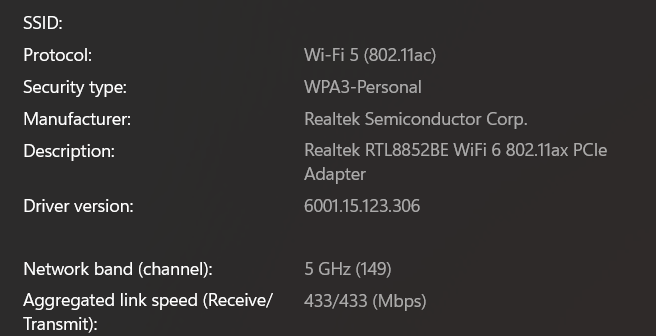 SSID:
Protocol: Wi-Fi 5 (802.11ac)
Security type: WPA3-Personal
Manufacturer: Realtek Semiconductor Corp.
Description: Realtek RTL8852BE WiFi 6 802.11ax PCIe
Adapter
Driver version: 6001.15.123.306
Network band (channel): 5 GHz (149)
Aggregated link speed (Receive/ 433/433 (Mbps)
Transmit):